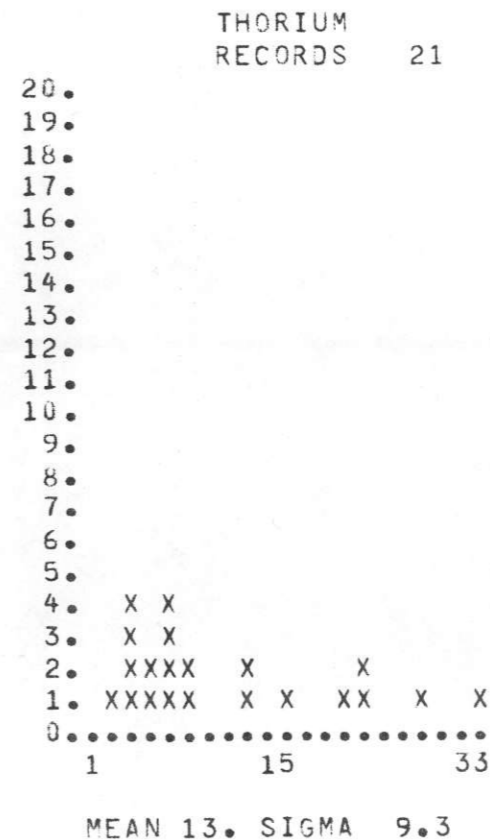 THORIUM
RECORDS 21
20.
19.
18.
17.
16.
15.
14.
13.
12.
11.
10.
9.
8.
7.
6.
5.
4. X X
3. X X
2. XXXX X X
1. XXXXX X X XX X X
0......................
1 15 33
MEAN 13. SIGMA 9.3